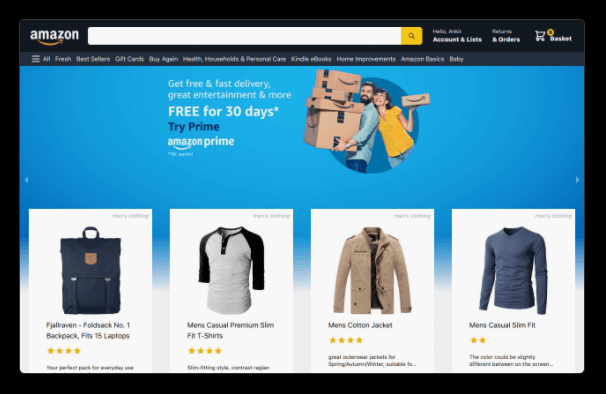 amazon
Hello, Ankit
Account & Lists
Returns
& Orders
0
Basket
All Fresh Best Sellers Gift Cards Buy Again Health, Households & Personal Care Kindle eBooks Home Improvements Amazon Basics Baby
Get free & fast delivery,
great entertainment & more
FREE for 30 days*
Try Prime
amazon prime
men's clothing
Fjallraven - Foldsack No. 1
Backpack, Fits 15 Laptops
Your perfect pack for everyday use
men's clothing
Mens Casual Premium Slim
Fit T-Shirts
Slim-fitting style, contrast raglan
men's clothing
Mens Cotton Jacket
great outerwear jackets for
Spring/Autumn/Winter, suitable fo...
men's clothing
Mens Casual Slim Fit
The color could be slightly
different between on the screen...